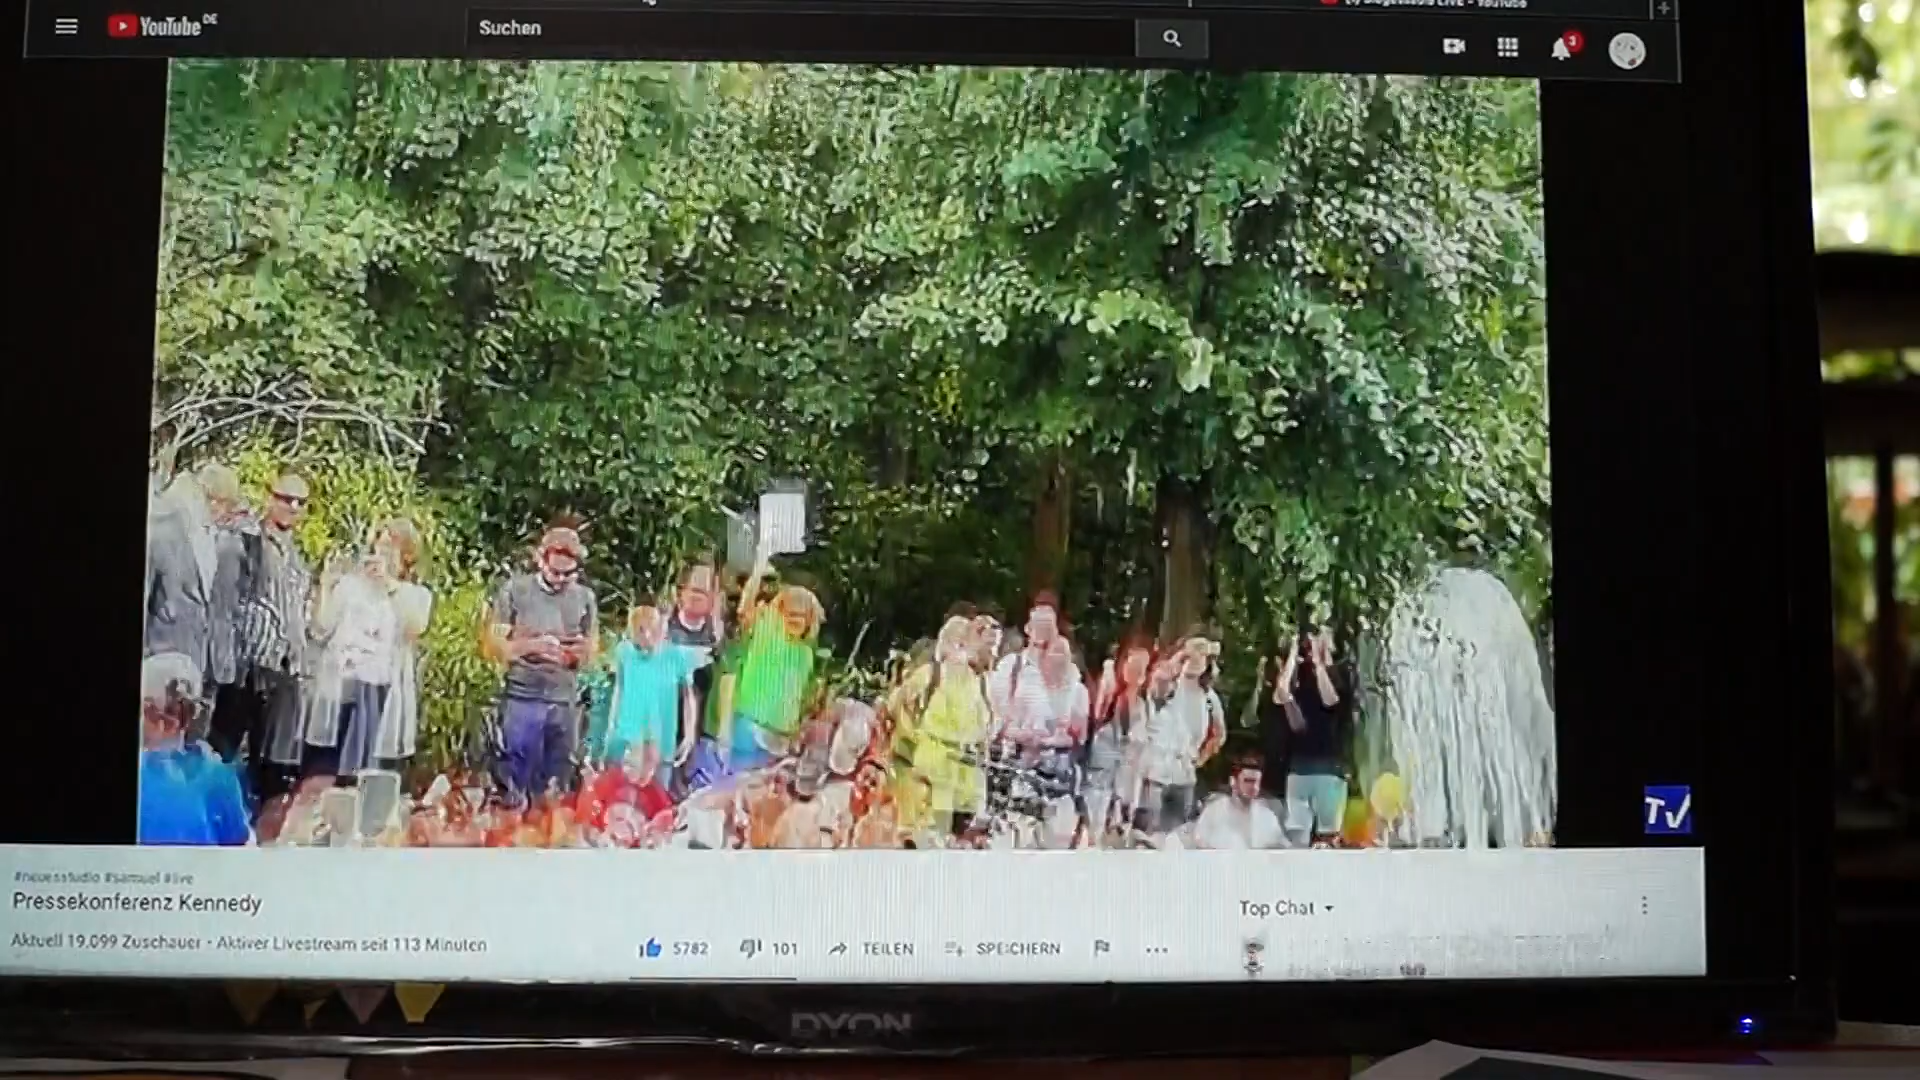 YouTube DE
Suchen
3
TV
#neuesstudio #samuel #live
Pressekonferenz Kennedy
Aktuell 19.099 Zuschauer • Aktiver Livestream seit 113 Minuten
5782
101
TEILEN
SPEICHERN
Top Chat
DYON